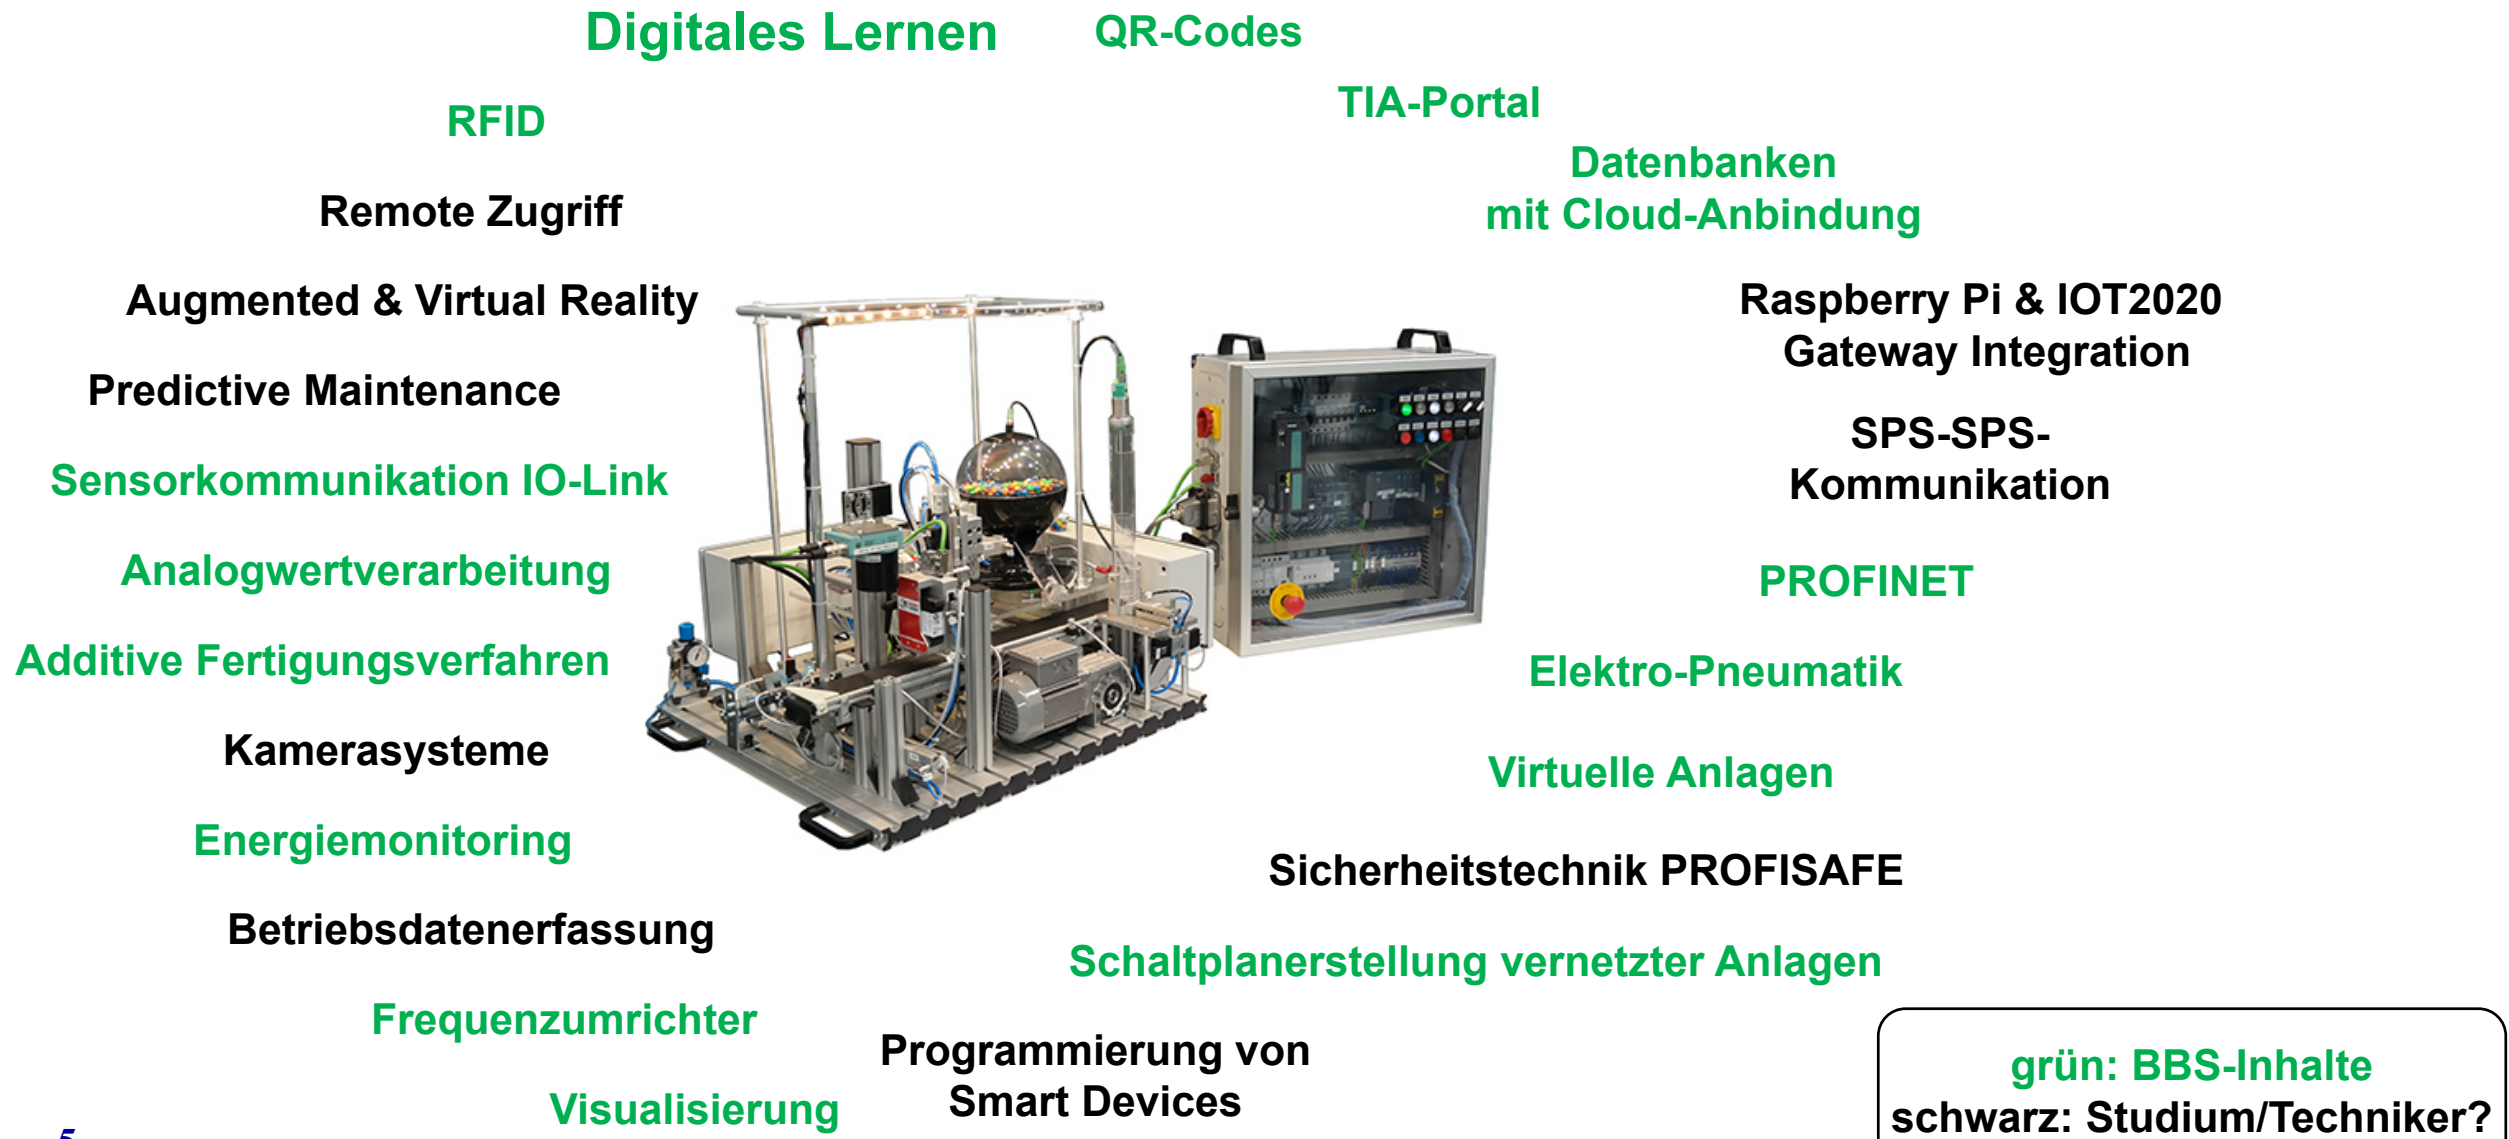 Digitales Lernen
QR-Codes
TIA-Portal
RFID
Datenbanken
mit Cloud-Anbindung
Remote Zugriff
Augmented & Virtual Reality
Raspberry Pi & IOT2020
Gateway Integration
Predictive Maintenance
SPS-SPS-
Kommunikation
Sensorkommunikation IO-Link
Analogwertverarbeitung
PROFINET
Additive Fertigungsverfahren
Elektro-Pneumatik
Kamerasysteme
Virtuelle Anlagen
Energiemonitoring
Sicherheitstechnik PROFISAFE
Betriebsdatenerfassung
Schaltplanerstellung vernetzter Anlagen
Frequenzumrichter
Programmierung von
Smart Devices
Visualisierung
grün: BBS-Inhalte
schwarz: Studium/Techniker?
5